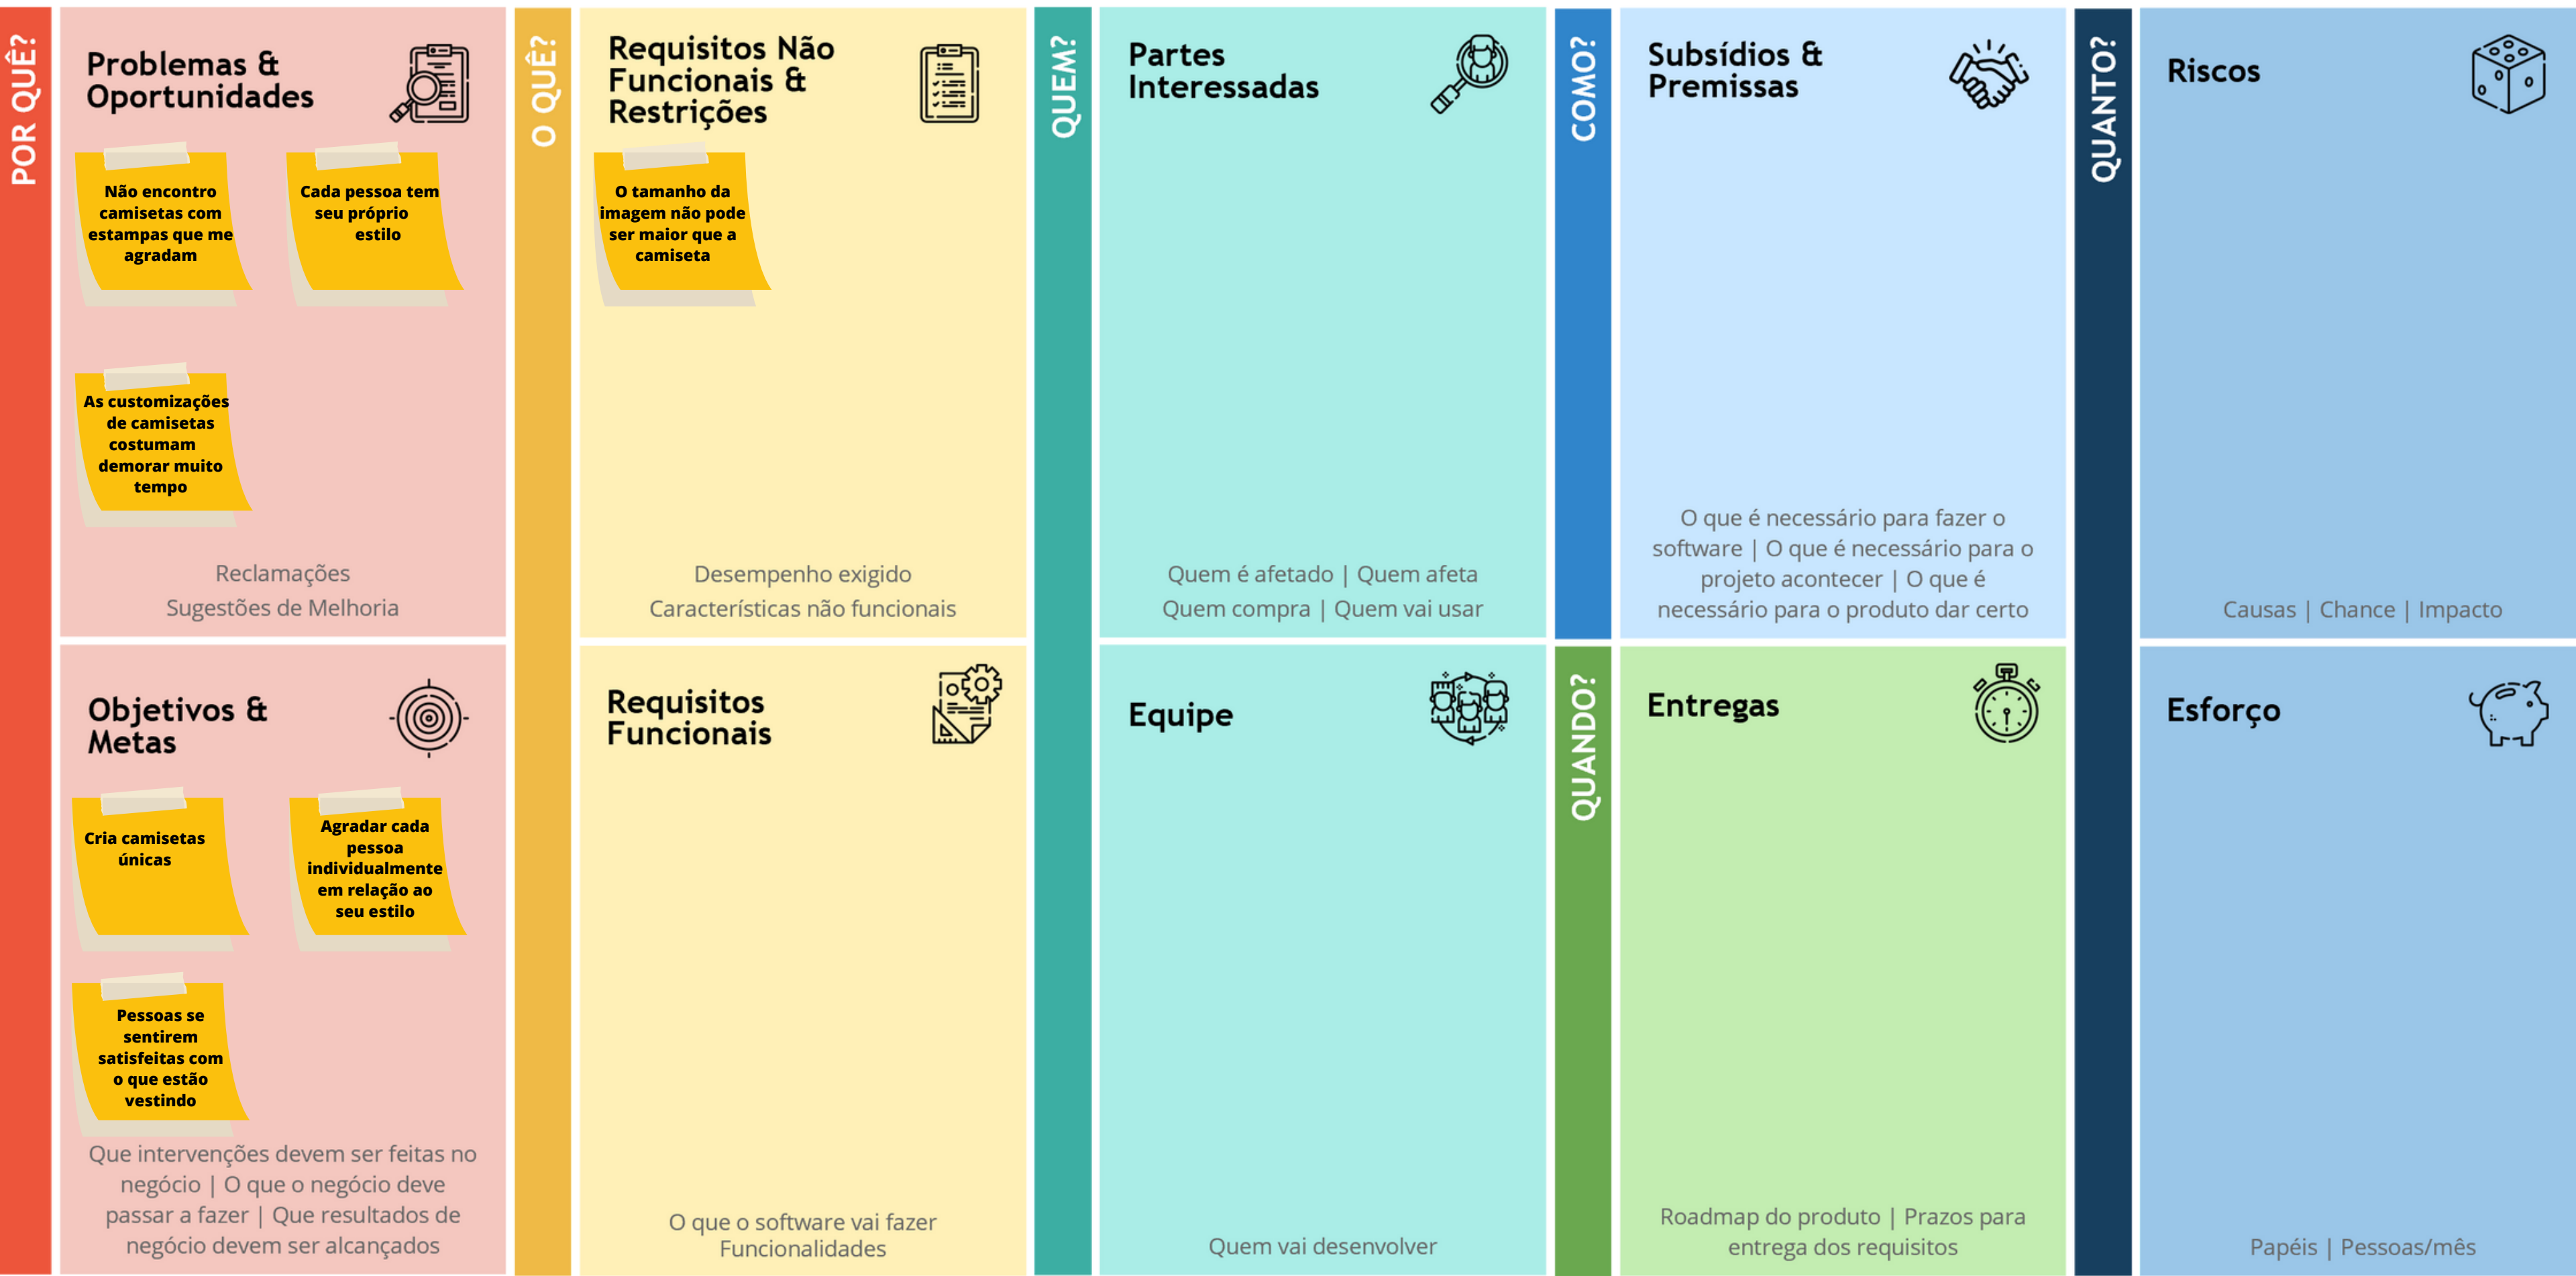 POR QUÊ?
Problemas &
Oportunidades
Não encontro
camisetas com
estampas que me
agradam
Cada pessoa tem
seu próprio
estilo
As customizações
de camisetas
costumam
demorar muito
tempo
Reclamações
Sugestões de Melhoria
Objetivos &
Metas
Cria camisetas
únicas
Agradar cada
pessoa
individualmente
em relação ao
seu estilo
Pessoas se
sentirem
satisfeitas com
o que estão
vestindo
Que intervenções devem ser feitas no
negócio | O que o negócio deve
passar a fazer | Que resultados de
negócio devem ser alcançados
O QUÊ?
Requisitos Não
Funcionais &
Restrições
O tamanho da
imagem não pode
ser maior que a
camiseta
Desempenho exigido
Características não funcionais
Requisitos
Funcionais
O que o software vai fazer
Funcionalidades
QUEM?
Partes
Interessadas
Quem é afetado | Quem afeta
Quem compra | Quem vai usar
Equipe
Quem vai desenvolver
COMO?
Subsídios &
Premissas
O que é necessário para fazer o
software | O que é necessário para o
projeto acontecer | O que é
necessário para o produto dar certo
QUANDO?
Entregas
Roadmap do produto | Prazos para
entrega dos requisitos
QUANTO?
Riscos
Causas | Chance | Impacto
Esforço
Papéis | Pessoas/mês